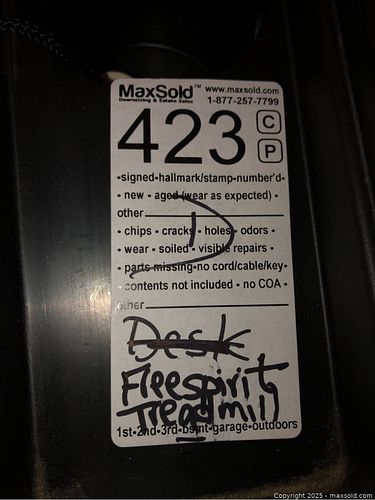 MaxSold™ www.maxsold.com
Downsizing & Estate Sales 1-877-257-7799
423 C
P
•signed•hallmark/stamp•number'd•
• new • aged (wear as expected) •
other
• chips • cracks • holes • odors •
• wear • soiled • visible repairs •
• parts missing•no cord/cable/key•
•contents not included • no COA •
other
D
Desk
Fleespirit
Treadmill
1st•2nd•3rd•bsmt•garage•outdoors
Copyright 2025 - maxsold.com